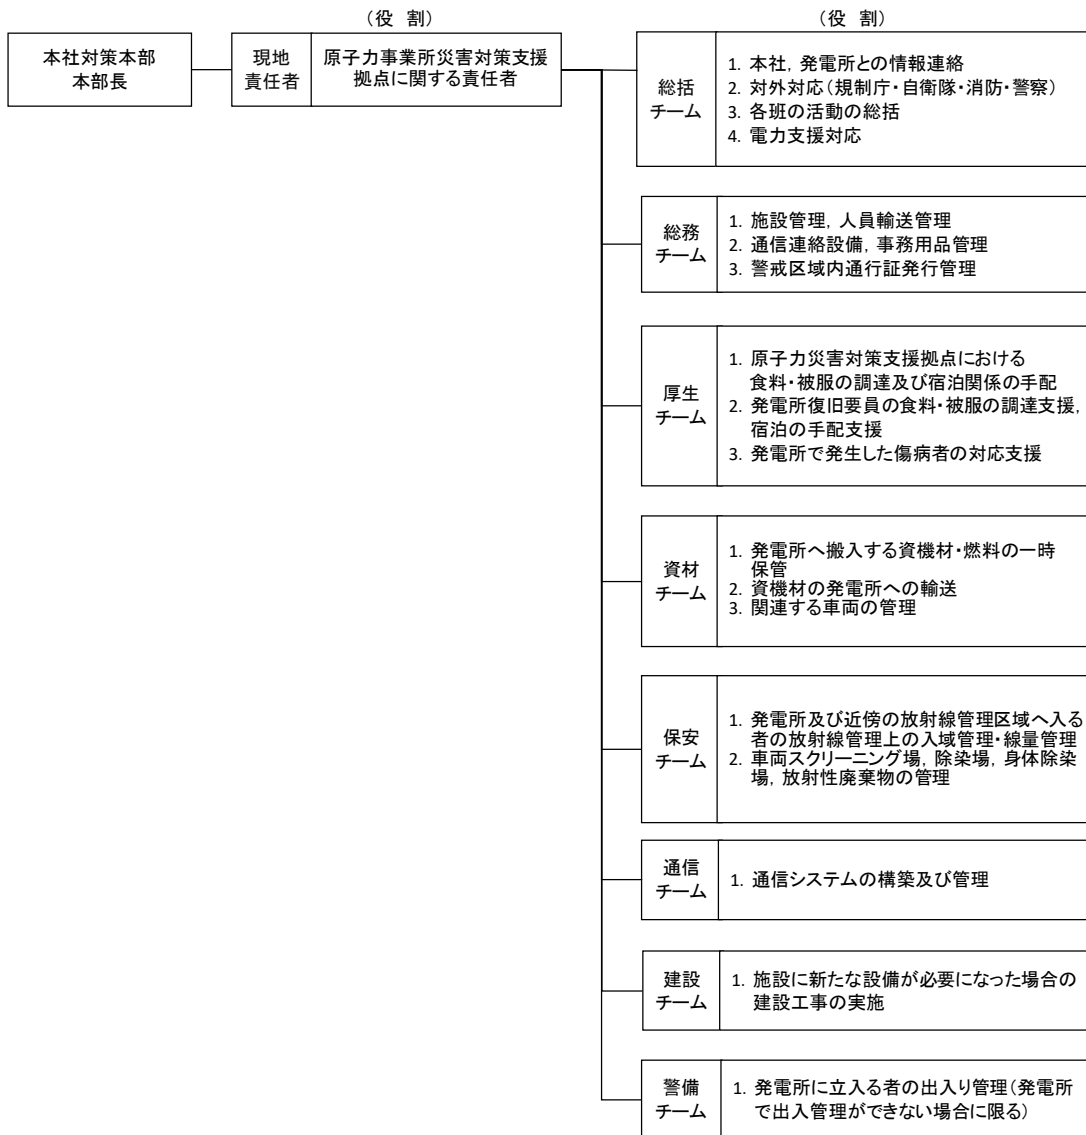 (役 割)
(役 割)
本社対策本部
本部長
現地
責任者
原子力事業所災害対策支援
拠点に関する責任者
総括
チーム
1. 本社，発電所との情報連絡
2. 対外対応(規制庁・自衛隊・消防・警察)
3. 各班の活動の総括
4. 電力支援対応
総務
チーム
1. 施設管理，人員輸送管理
2. 通信連絡設備，事務用品管理
3. 警戒区域内通行証発行管理
厚生
チーム
1. 原子力災害対策支援拠点における
食料・被服の調達及び宿泊関係の手配
2. 発電所復旧要員の食料・被服の調達支援，
宿泊の手配支援
3. 発電所で発生した傷病者の対応支援
資材
チーム
1. 発電所へ搬入する資機材・燃料の一時
保管
2. 資機材の発電所への輸送
3. 関連する車両の管理
保安
チーム
1. 発電所及び近傍の放射線管理区域へ入る
者の放射線管理上の入域管理・線量管理
2. 車両スクリーニング場，除染場，身体除染
場，放射性廃棄物の管理
通信
チーム
1. 通信システムの構築及び管理
建設
チーム
1. 施設に新たな設備が必要になった場合の
建設工事の実施
警備
チーム
1. 発電所に立入る者の出入り管理(発電所
で出入管理ができない場合に限る)